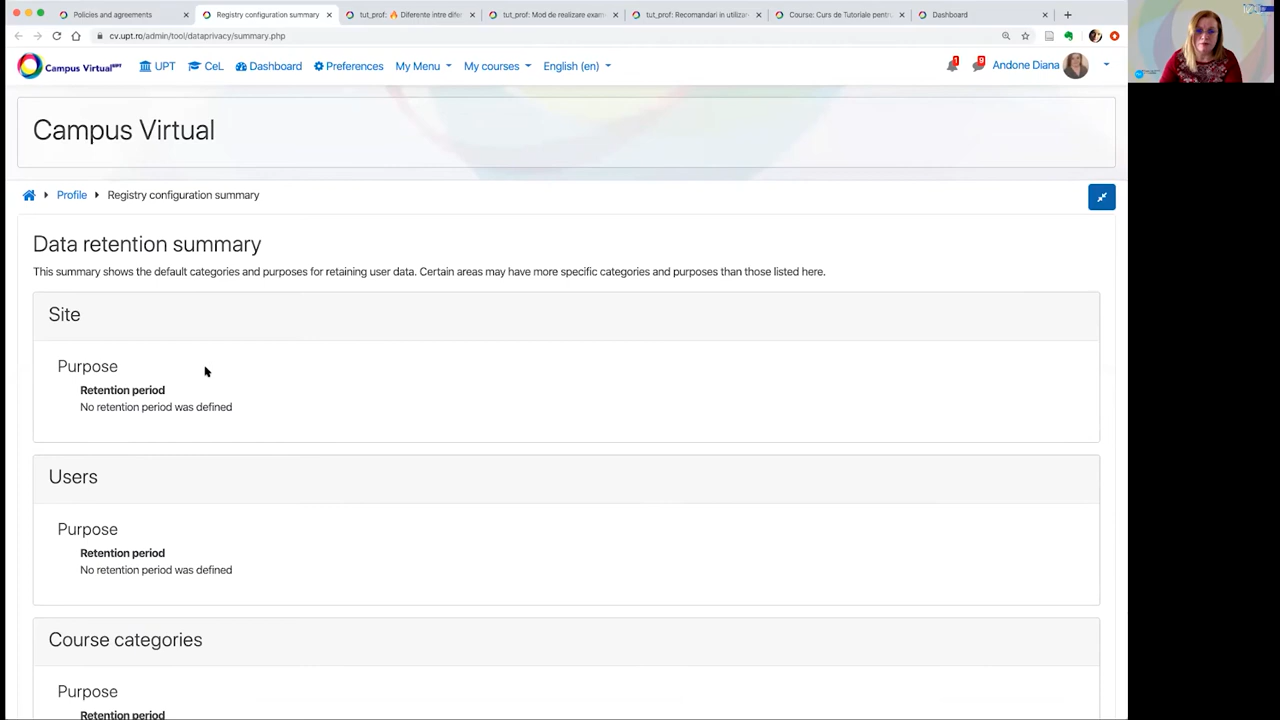 Policies and agreements
Registry configuration summary
tut_prof: 🔥 Diferente intre dife
tut_prof: Mod de realizare exam
tut_prof: Recomandari in utilizar
Course: Curs de Tutoriale pent
Dashboard
cv.upt.ro/admin/tool/dataprivacy/summary.php
Campus Virtual UPT
UPT
CeL
Dashboard
Preferences
My Menu
My courses
English (en)
1
9
Andone Diana
Campus Virtual
Profile
Registry configuration summary
Data retention summary
This summary shows the default categories and purposes for retaining user data. Certain areas may have more specific categories and purposes than those listed here.
Site
Purpose
Retention period
No retention period was defined
Users
Purpose
Retention period
No retention period was defined
Course categories
Purpose
Retention period